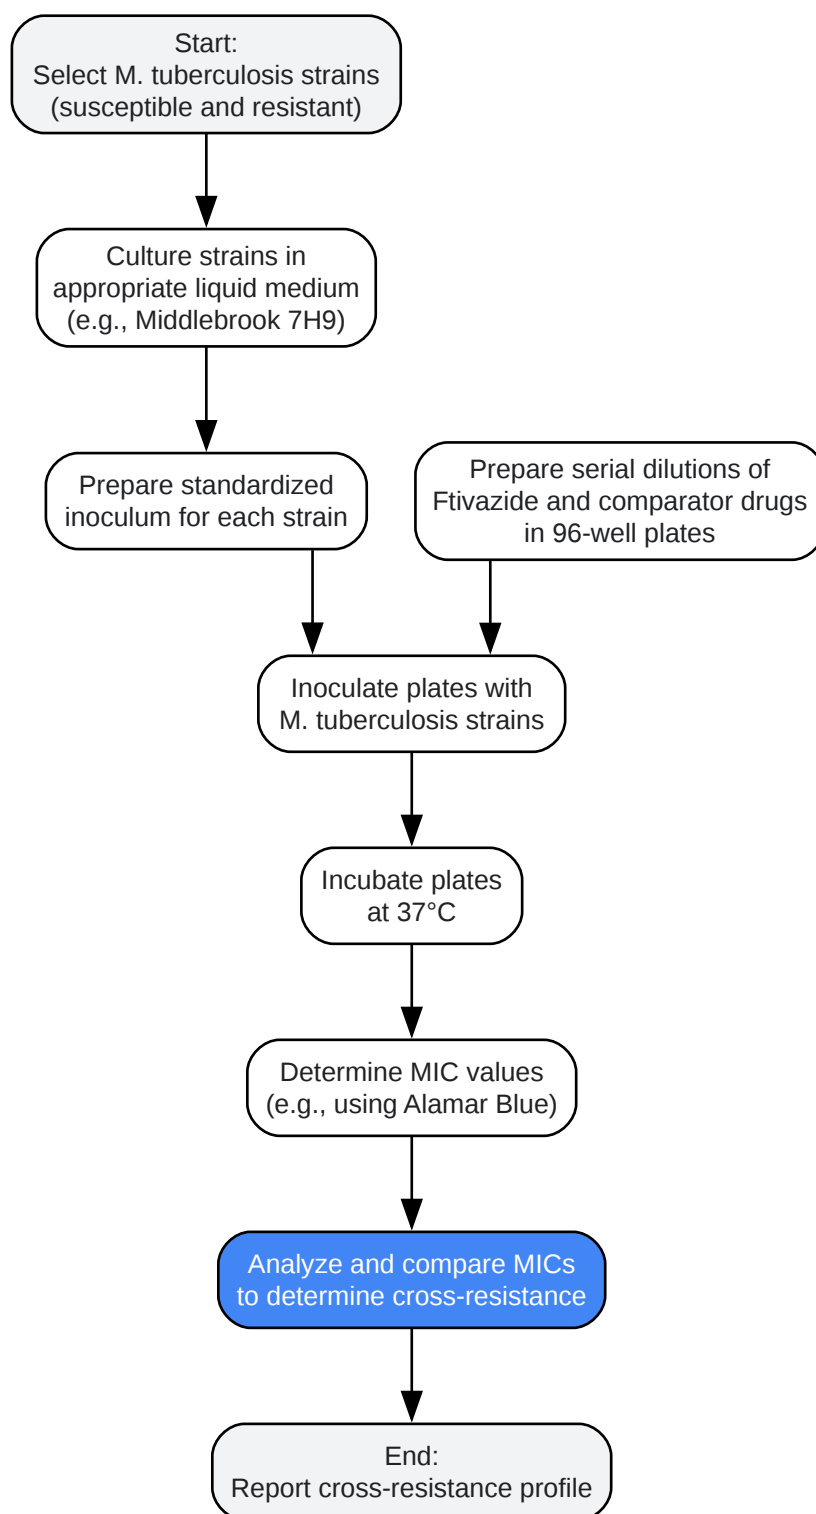 Start:
Select M. tuberculosis strains
(susceptible and resistant)
Culture strains in
appropriate liquid medium
(e.g., Middlebrook 7H9)
Prepare standardized
inoculum for each strain
Prepare serial dilutions of
Ftivazide and comparator drugs
in 96-well plates
Inoculate plates with
M. tuberculosis strains
Incubate plates
at 37°C
Determine MIC values
(e.g., using Alamar Blue)
Analyze and compare MICs
to determine cross-resistance
End:
Report cross-resistance profile